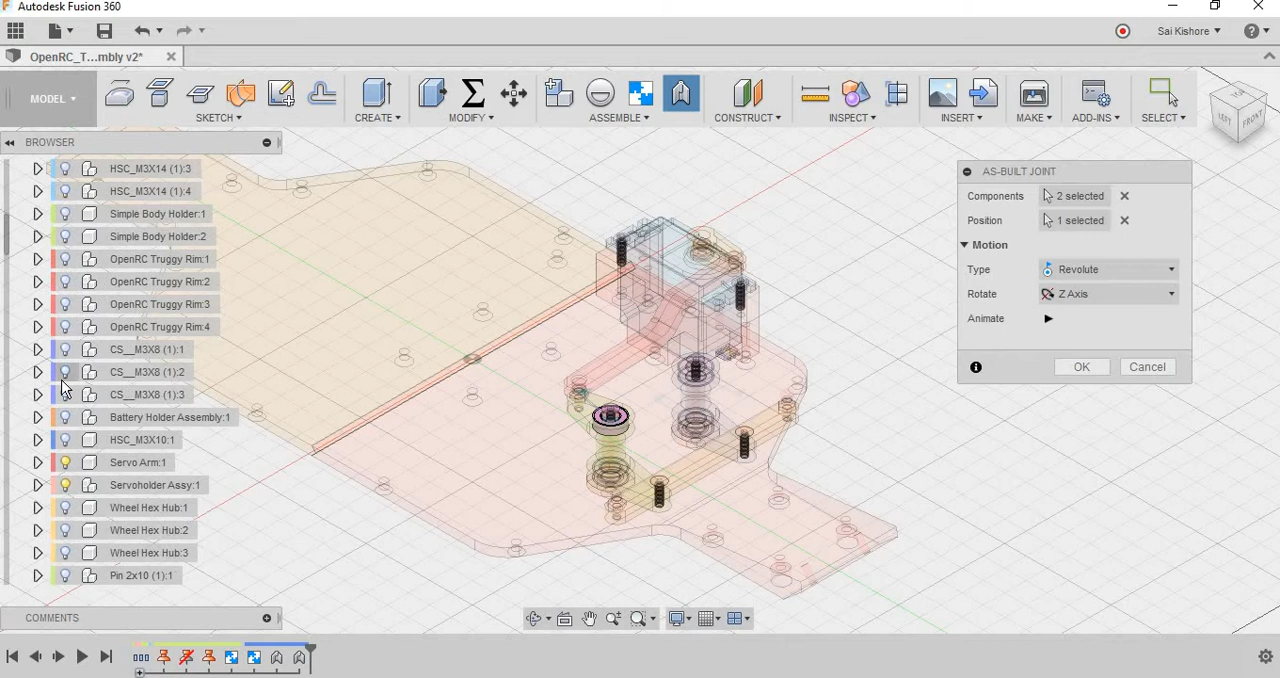 Autodesk Fusion 360
Sai Kishore
OpenRC_T...mbly v2*
MODEL
SKETCH
CREATE
MODIFY
ASSEMBLE
CONSTRUCT
INSPECT
INSERT
MAKE
ADD-INS
SELECT
TOP
LEFT
FRONT
BROWSER
HSC_M3X14 (1):3
HSC_M3X14 (1):4
Simple Body Holder:1
Simple Body Holder:2
OpenRC Truggy Rim:1
OpenRC Truggy Rim:2
OpenRC Truggy Rim:3
OpenRC Truggy Rim:4
CS__M3X8 (1):1
CS__M3X8 (1):2
CS__M3X8 (1):3
Battery Holder Assembly:1
HSC_M3X10:1
Servo Arm:1
Servoholder Assy:1
Wheel Hex Hub:1
Wheel Hex Hub:2
Wheel Hex Hub:3
Pin 2x10 (1):1
AS-BUILT JOINT
Components 2 selected
Position 1 selected
Motion
Type Revolute
Rotate Z Axis
Animate
OK Cancel
COMMENTS